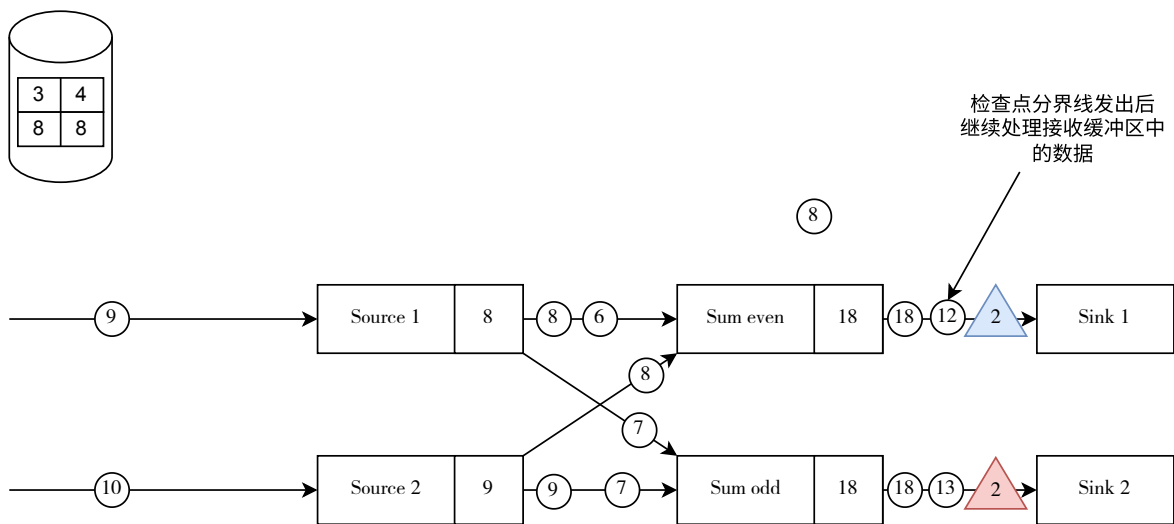 3 4
8 8
检查点分界线发出后
继续处理接收缓冲区中
的数据
8
9 Source 1 8 8 6 Sum even 18 18 12 2 Sink 1
8
7
10 Source 2 9 9 7 Sum odd 18 18 13 2 Sink 2